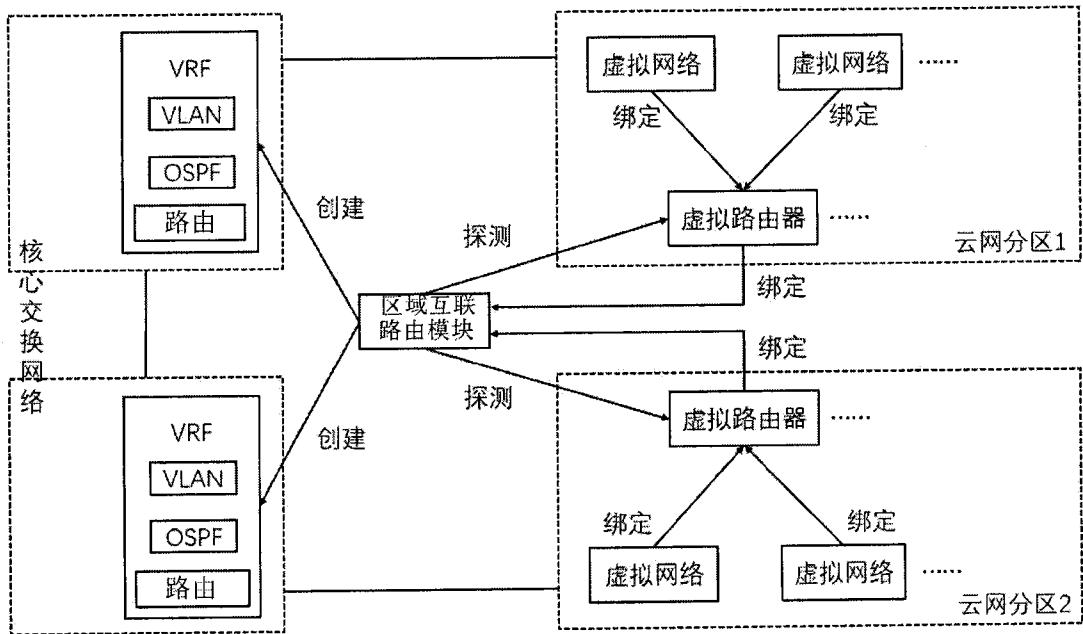 VRF
VLAN
OSPF
路由
核心交换网络
虚拟网络
虚拟网络
……
绑定
绑定
虚拟路由器
……
云网分区1
创建
探测
绑定
区域互联
路由模块
绑定
探测
创建
VRF
VLAN
OSPF
路由
虚拟路由器
……
绑定
绑定
虚拟网络
虚拟网络
……
云网分区2